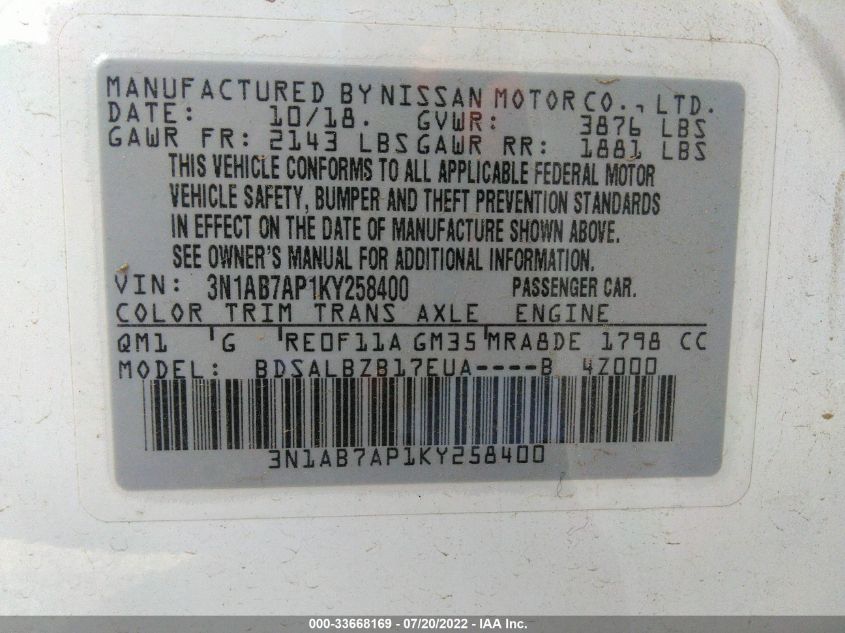 MANUFACTURED BY NISSAN MOTOR CO., LTD.
DATE: 10/18. GVWR: 3876 LBS
GAWR FR: 2143 LBS GAWR RR: 1881 LBS
THIS VEHICLE CONFORMS TO ALL APPLICABLE FEDERAL MOTOR
VEHICLE SAFETY, BUMPER AND THEFT PREVENTION STANDARDS
IN EFFECT ON THE DATE OF MANUFACTURE SHOWN ABOVE.
SEE OWNER'S MANUAL FOR ADDITIONAL INFORMATION.
VIN: 3N1AB7AP1KY258400 PASSENGER CAR.
COLOR TRIM TRANS AXLE ENGINE
QM1 G RE0F11A GM35 MRA8DE 1798 CC
MODEL: BDSALBZB17EUA----B 4Z000
3N1AB7AP1KY258400
000-33668169 - 07/20/2022 - IAA Inc.